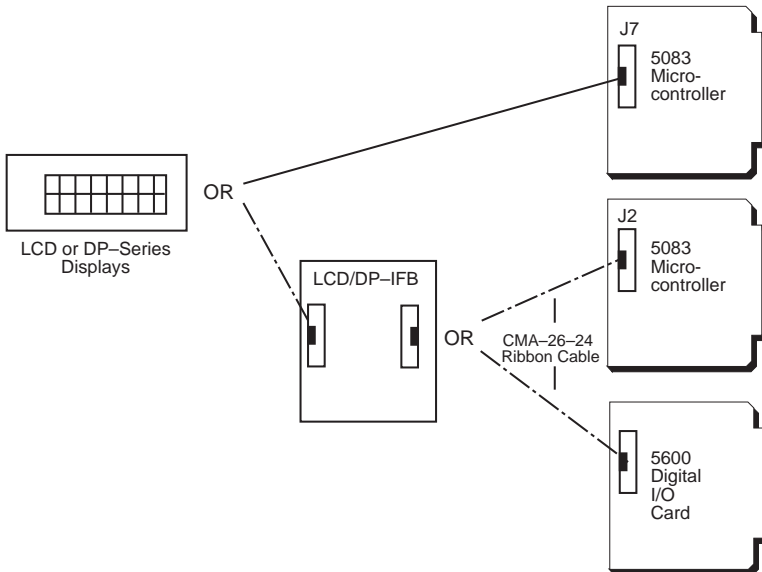 J7
5083
Micro-
controller
OR
LCD or DP–Series
Displays
J2
5083
Micro-
controller
LCD/DP–IFB
OR
CMA–26–24
Ribbon Cable
5600
Digital
I/O
Card